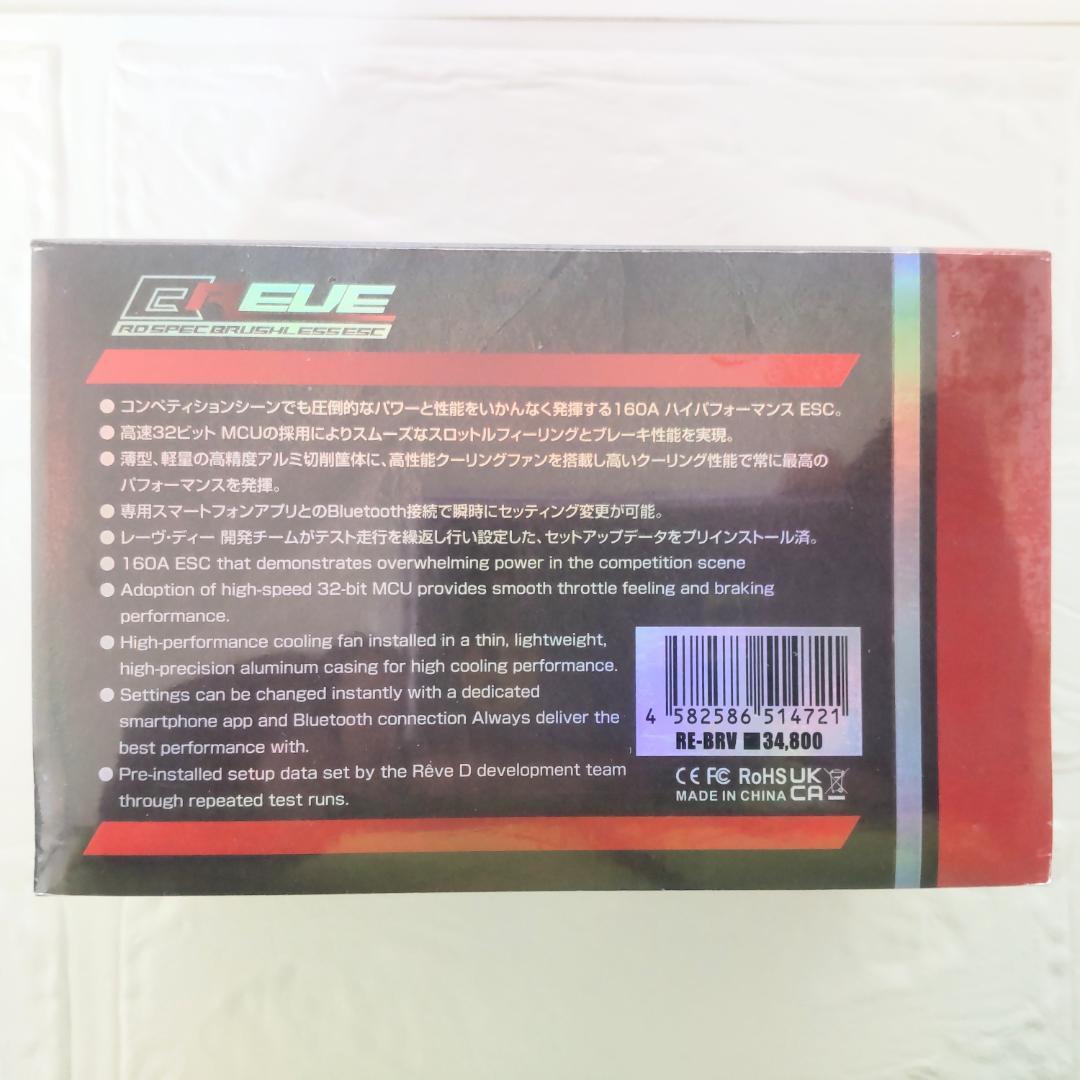 REVE
RD SPEC BRUSHLESS ESC
● コンペティションシーンでも圧倒的なパワーと性能をいかんなく発揮する160A ハイパフォーマンス ESC。
● 高速32ビット MCUの採用によりスムーズなスロットルフィーリングとブレーキ性能を実現。
● 薄型、軽量の高精度アルミ切削筐体に、高性能クーリングファンを搭載し高いクーリング性能で常に最高の
パフォーマンスを発揮。
● 専用スマートフォンアプリとのBluetooth接続で瞬時にセッティング変更が可能。
● レーヴ・ディー 開発チームがテスト走行を繰返し行い設定した、セットアップデータをプリインストール済。
● 160A ESC that demonstrates overwhelming power in the competition scene
● Adoption of high-speed 32-bit MCU provides smooth throttle feeling and braking
performance.
● High-performance cooling fan installed in a thin, lightweight,
high-precision aluminum casing for high cooling performance.
● Settings can be changed instantly with a dedicated
smartphone app and Bluetooth connection Always deliver the
best performance with.
● Pre-installed setup data set by the Rêve D development team
through repeated test runs.
4 582586 514721
RE-BRV ■34,800
CE FC RoHS UK
MADE IN CHINA CA